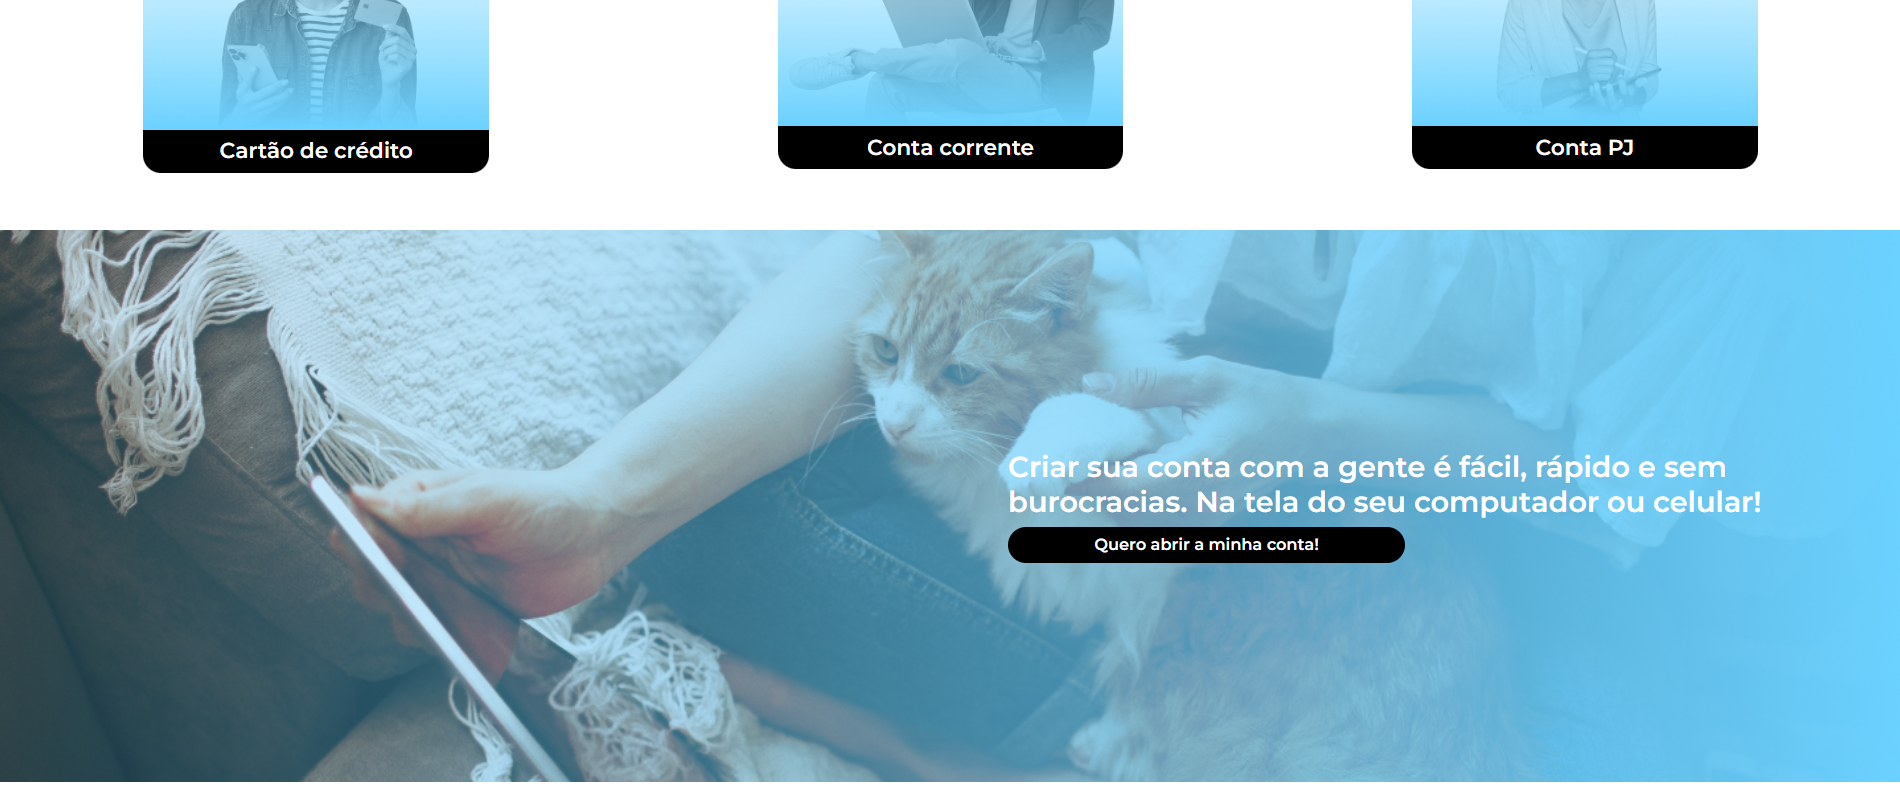 Cartão de crédito
Conta corrente
Conta PJ
Criar sua conta com a gente é fácil, rápido e sem
burocracias. Na tela do seu computador ou celular!
Quero abrir a minha conta!